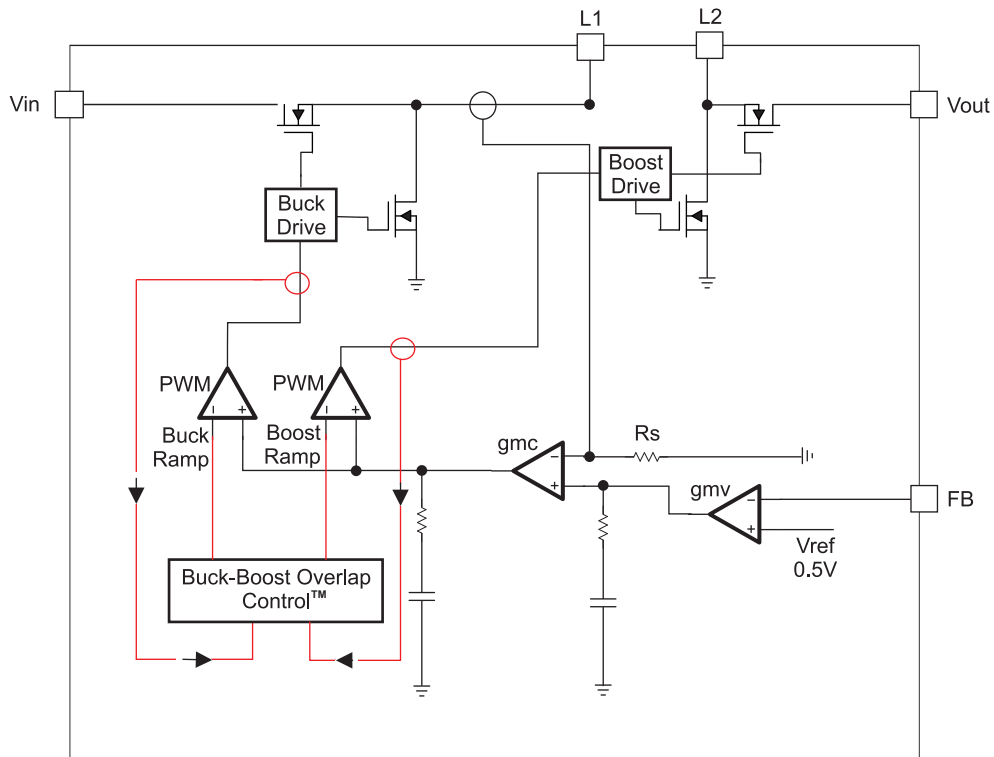 L1
L2
Vin
Vout
Buck
Drive
Boost
Drive
PWM
PWM
Buck
Ramp
Boost
Ramp
- +
- +
gmc
-
+
Rs
gmv
-
+
FB
Vref
0.5V
Buck-Boost Overlap
Control™